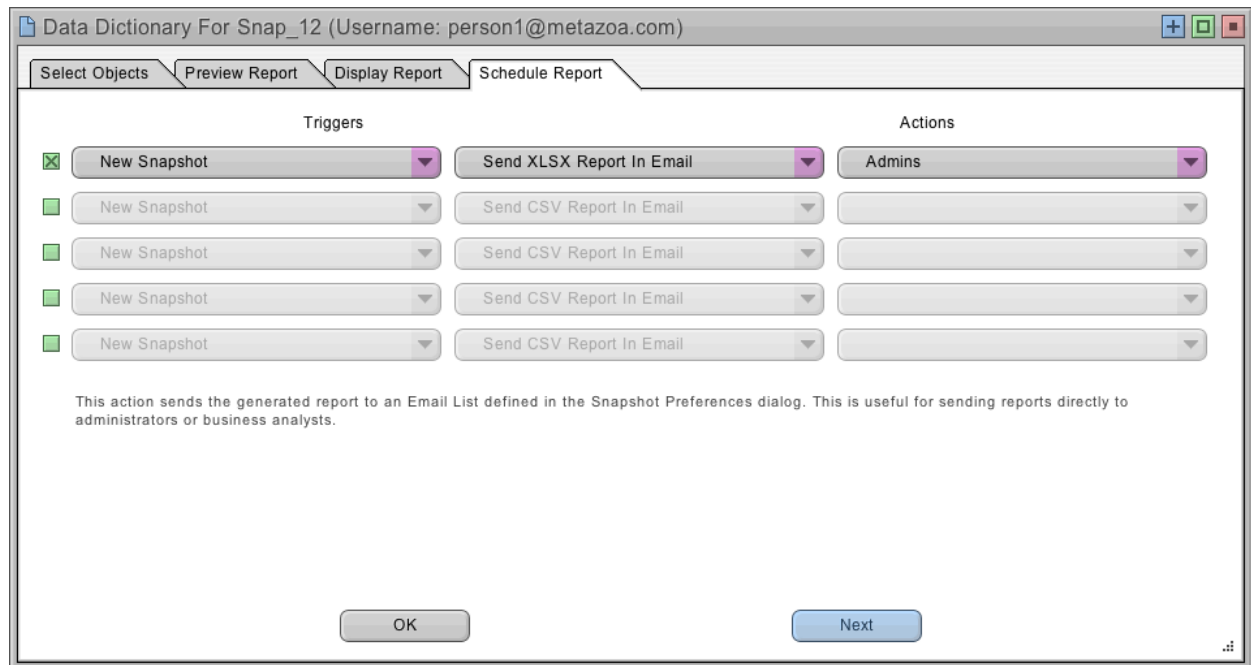 Data Dictionary For Snap_12 (Username: person1@metazoa.com)
Select Objects Preview Report Display Report Schedule Report
Triggers Actions
New Snapshot Send XLSX Report In Email Admins
New Snapshot Send CSV Report In Email
New Snapshot Send CSV Report In Email
New Snapshot Send CSV Report In Email
New Snapshot Send CSV Report In Email
This action sends the generated report to an Email List defined in the Snapshot Preferences dialog. This is useful for sending reports directly to
administrators or business analysts.
OK Next